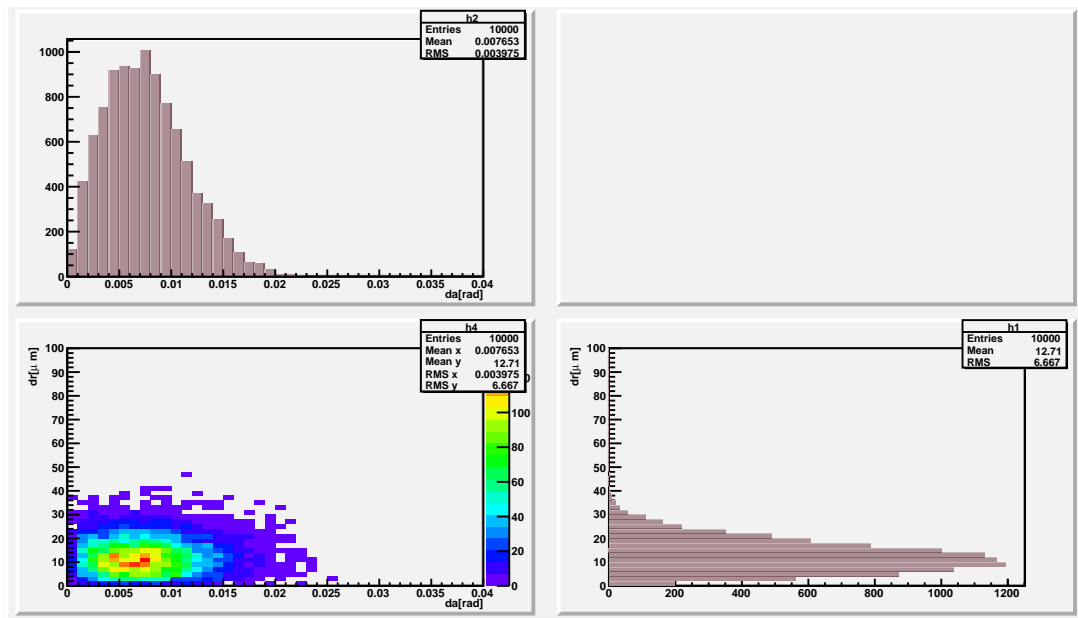 h2
Entries 10000
Mean 0.007653
RMS 0.003975
1000
800
600
400
200
0
0 0.005 0.01 0.015 0.02 0.025 0.03 0.035 0.04
da[rad]
h4
Entries 10000
Mean x 0.007653
Mean y 12.71
RMS x 0.003975
RMS y 6.667
dr[μ m]
100
90
80
70
60
50
40
30
20
10
0
0 0.005 0.01 0.015 0.02 0.025 0.03 0.035 0.04
da[rad]
100
80
60
40
20
0
h1
Entries 10000
Mean 12.71
RMS 6.667
dr[μ m]
100
90
80
70
60
50
40
30
20
10
0
0 200 400 600 800 1000 1200